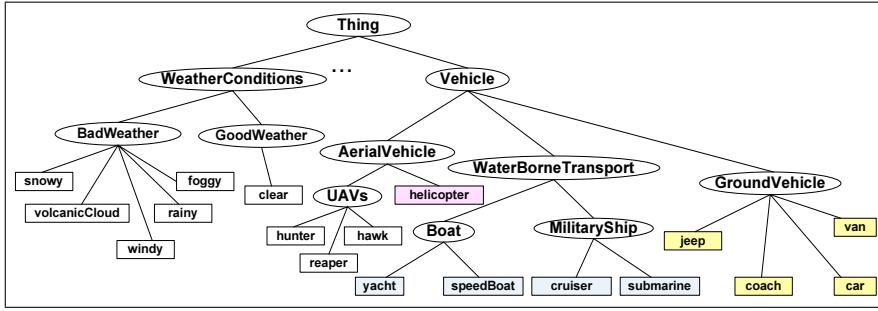 Thing
WeatherConditions
...
Vehicle
BadWeather
GoodWeather
AerialVehicle
WaterBorneTransport
GroundVehicle
snowy
foggy
volcanicCloud
rainy
windy
clear
UAVs
helicopter
hunter
hawk
reaper
Boat
MilitaryShip
yacht
speedBoat
cruiser
submarine
jeep
van
coach
car